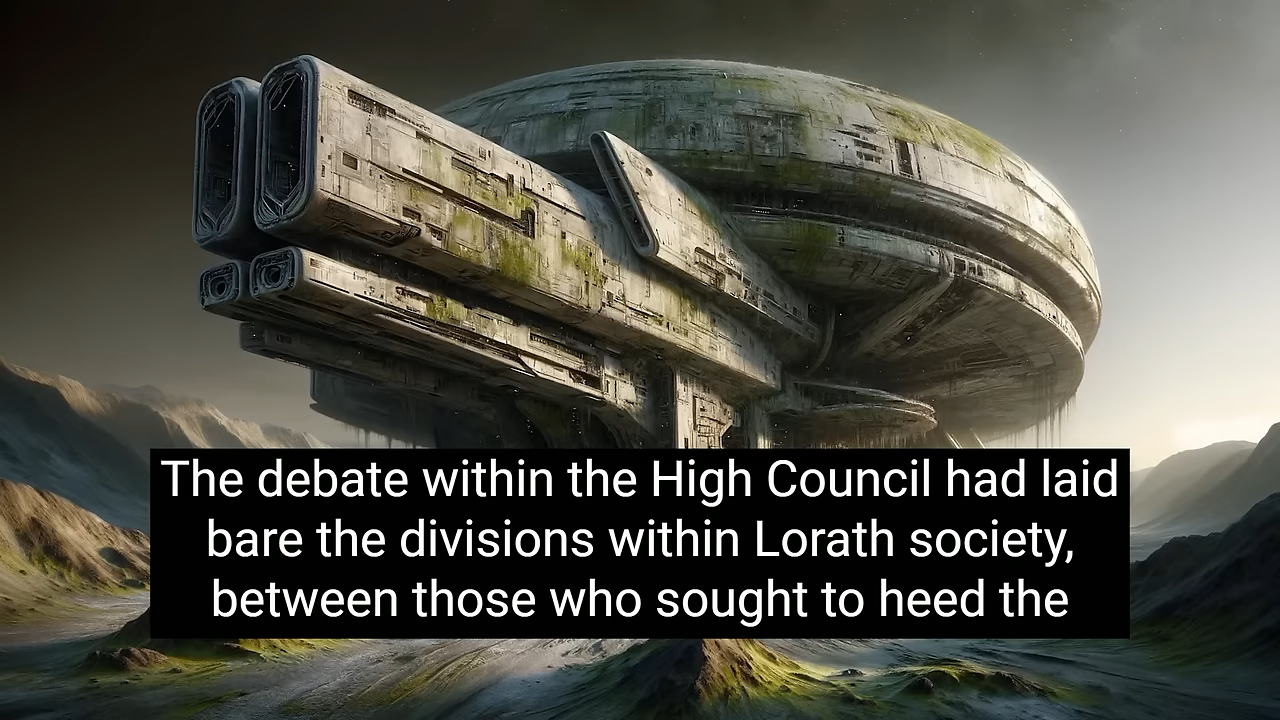 The debate within the High Council had laid
bare the divisions within Lorath society,
between those who sought to heed the